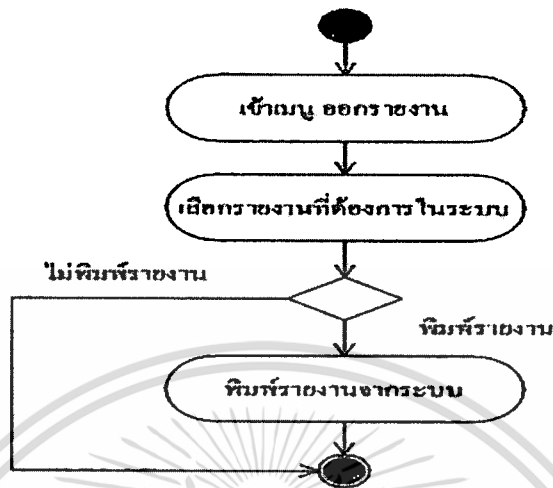 เข้าเมนู ออกรายงาน
เลือกรายงานที่ต้องการในระบบ
ไม่พิมพ์รายงาน
พิมพ์รายงาน
พิมพ์รายงานจากระบบ